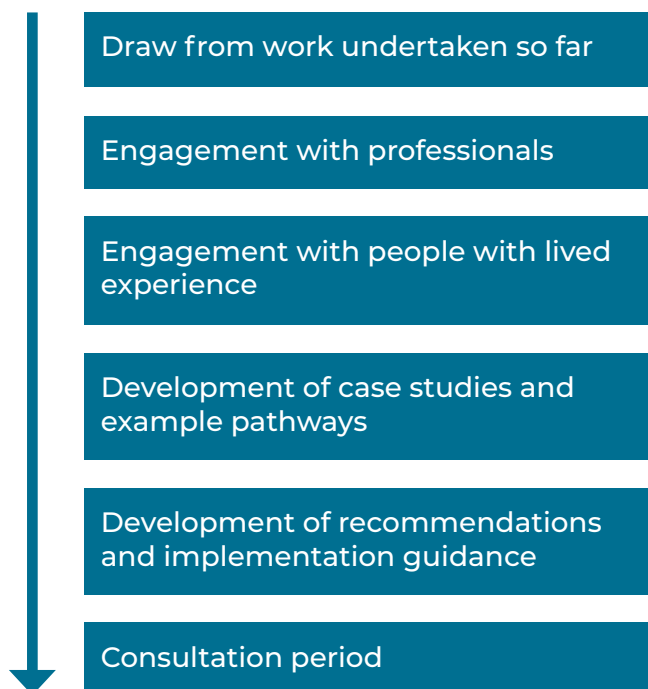 Draw from work undertaken so far
Engagement with professionals
Engagement with people with lived
experience
Development of case studies and
example pathways
Development of recommendations
and implementation guidance
Consultation period